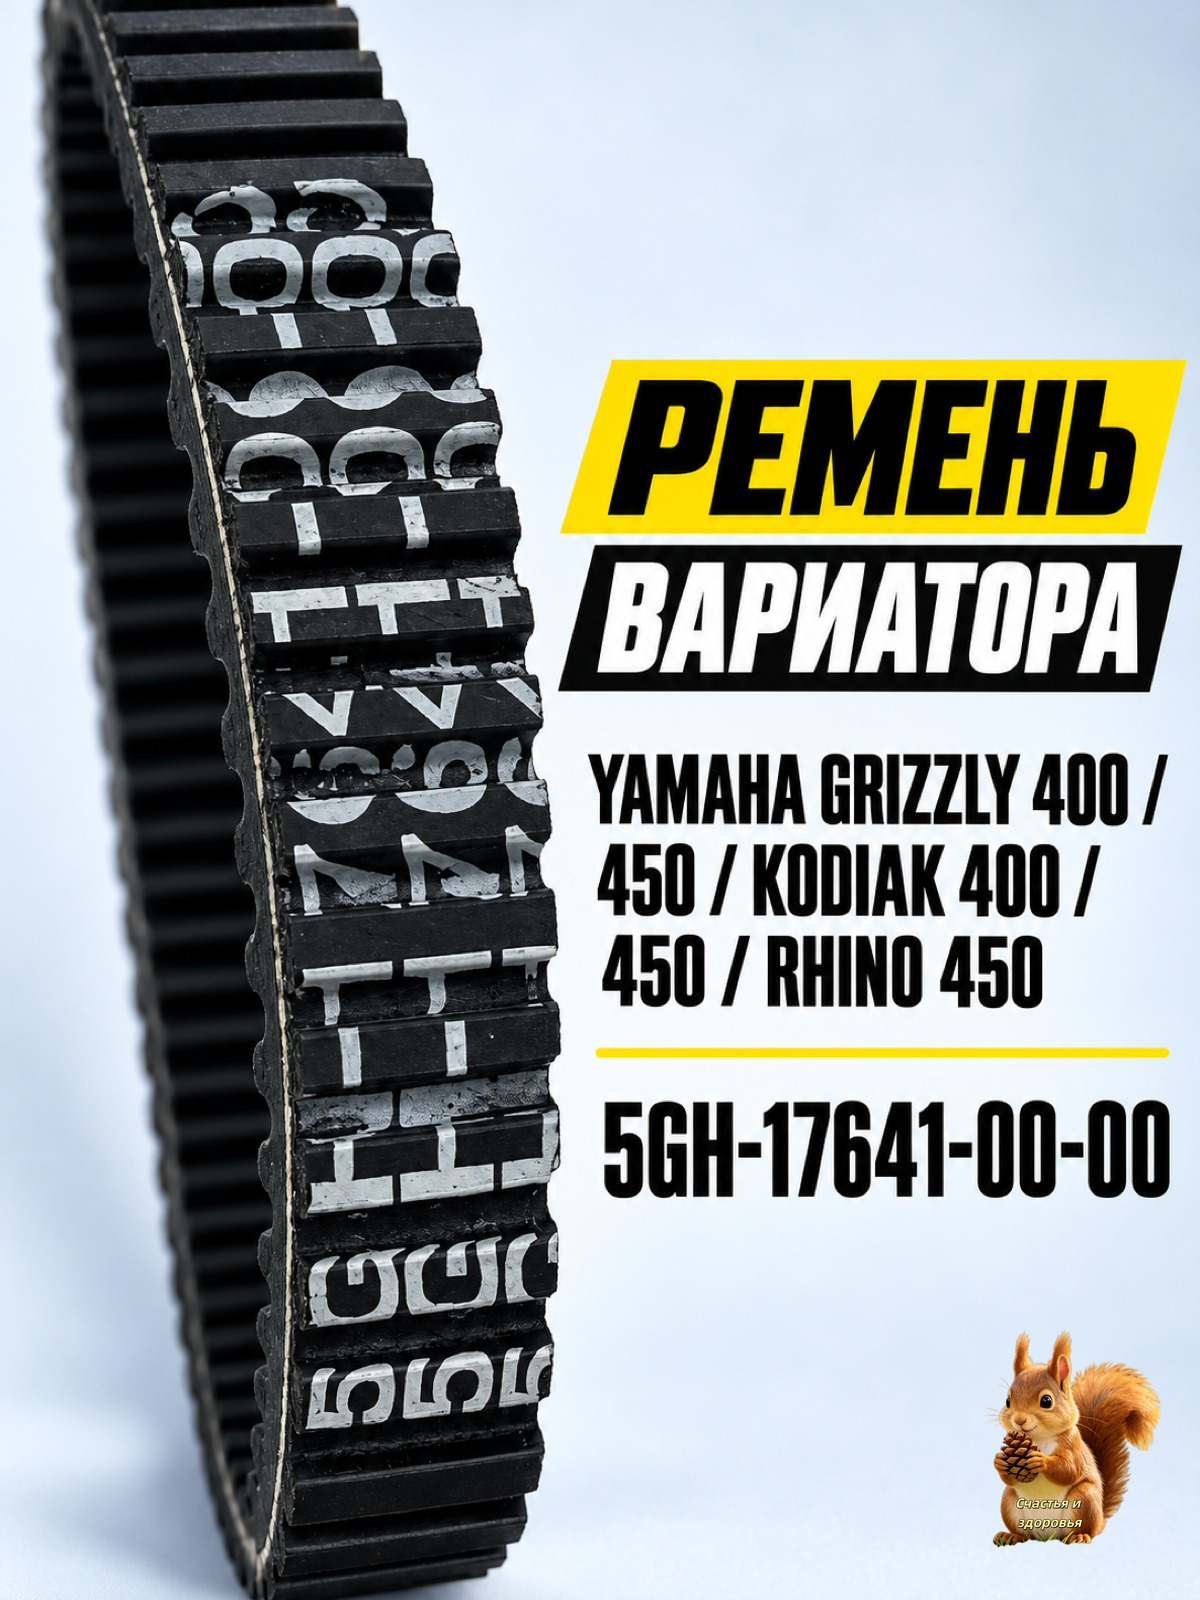 РЕМЕНЬ
ВАРИАТОРА
YAMAHA GRIZZLY 400 /
450 / KODIAK 400 /
450 / RHINO 450
5GH-17641-00-00
Счастья и
здоровья